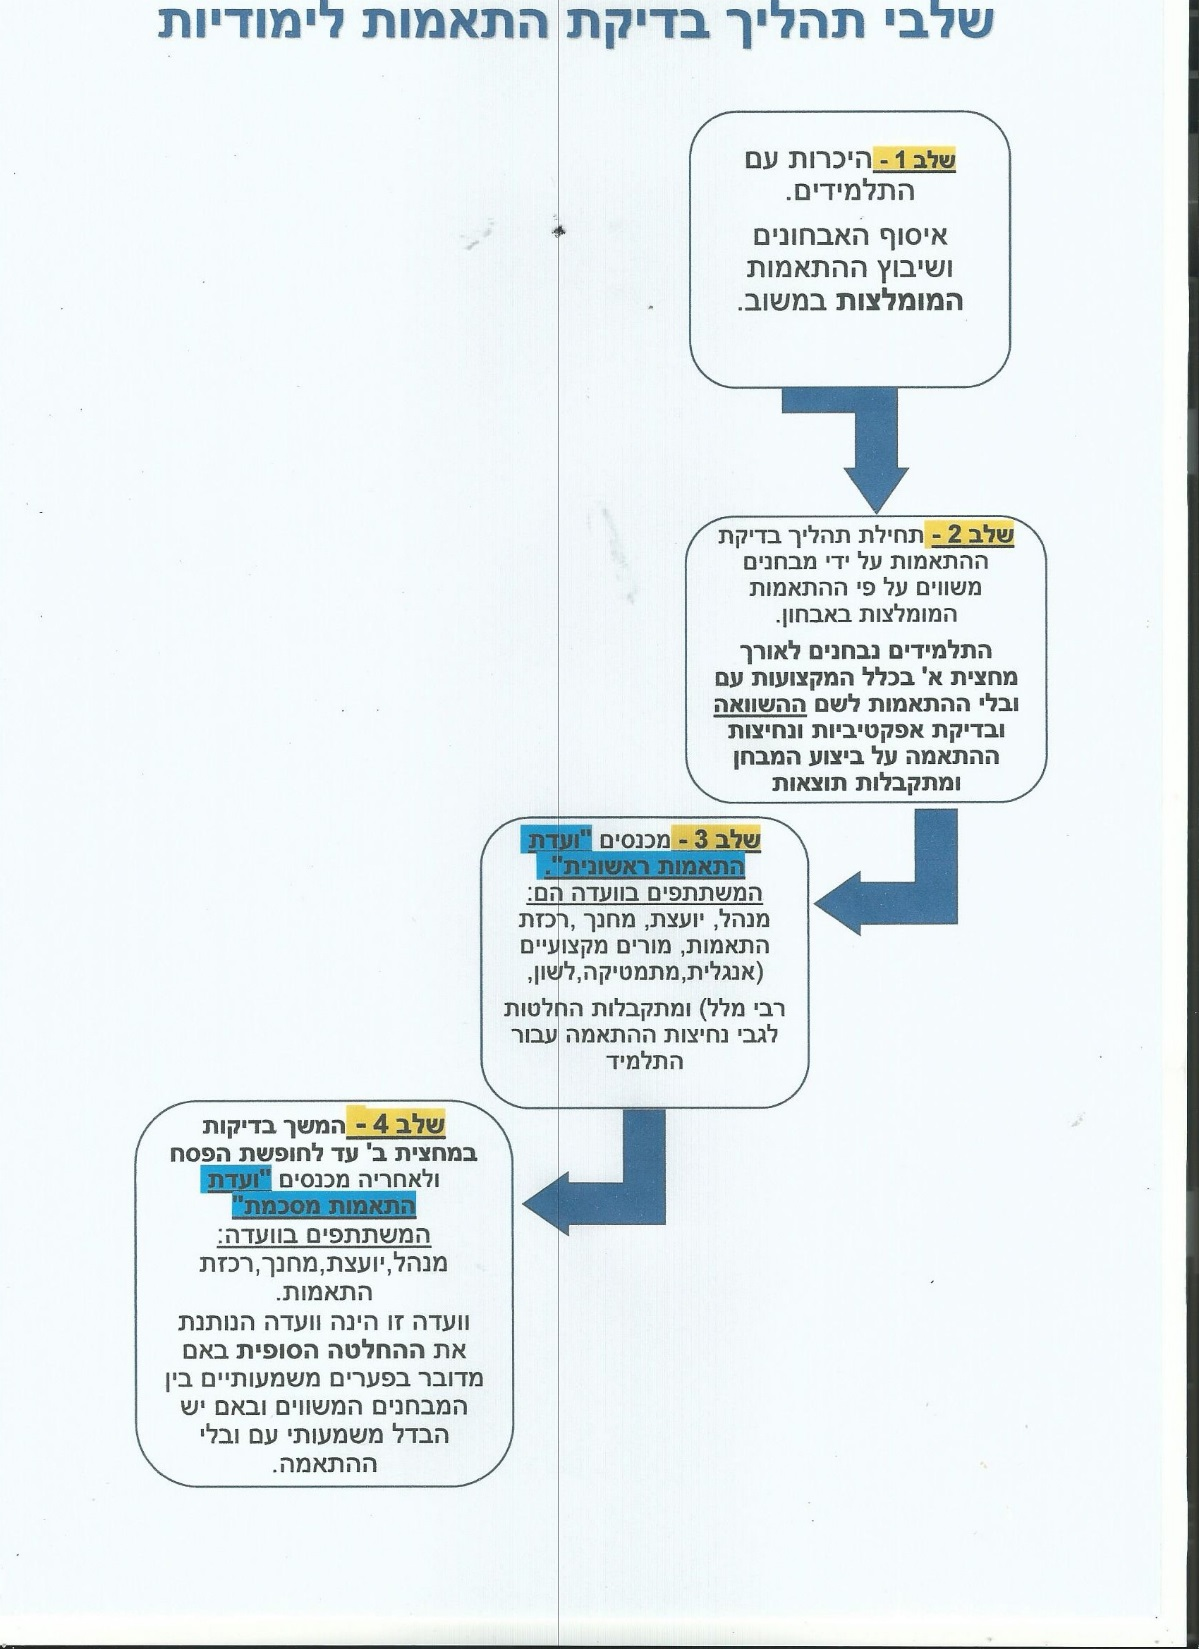 שלבי תהליך בדיקת התאמות לימודיות
שלב 1 - היכרות עם
התלמידים.
איסוף האבחונים
ושיבוץ ההתאמות
המומלצות במשוב.
שלב 2 - תחילת תהליך בדיקת
ההתאמות על ידי מבחנים
משווים על פי ההתאמות
המומלצות באבחון.
התלמידים נבחנים לאורך
מחצית א' בכלל המקצועות עם
ובלי ההתאמות לשם ההשוואה
ובדיקת אפקטיביות ונחיצות
ההתאמה על ביצוע המבחן
ומתקבלות תוצאות
שלב 3 - מכנסים "ועדת
התאמות ראשונית".
המשתתפים בוועדה הם:
מנהל, יועצת, מחנך ,רכזת
התאמות, מורים מקצועיים
(אנגלית,מתמטיקה,לשון,
רבי מלל) ומתקבלות החלטות
לגבי נחיצות ההתאמה עבור
התלמיד
שלב 4 - המשך בדיקות
במחצית ב' עד לחופשת הפסח
ולאחריה מכנסים "ועדת
התאמות מסכמת"
המשתתפים בוועדה:
מנהל,יועצת,מחנך,רכזת
התאמות.
וועדה זו הינה וועדה הנותנת
את ההחלטה הסופית באם
מדובר בפערים משמעותיים בין
המבחנים המשווים ובאם יש
הבדל משמעותי עם ובלי
ההתאמה.